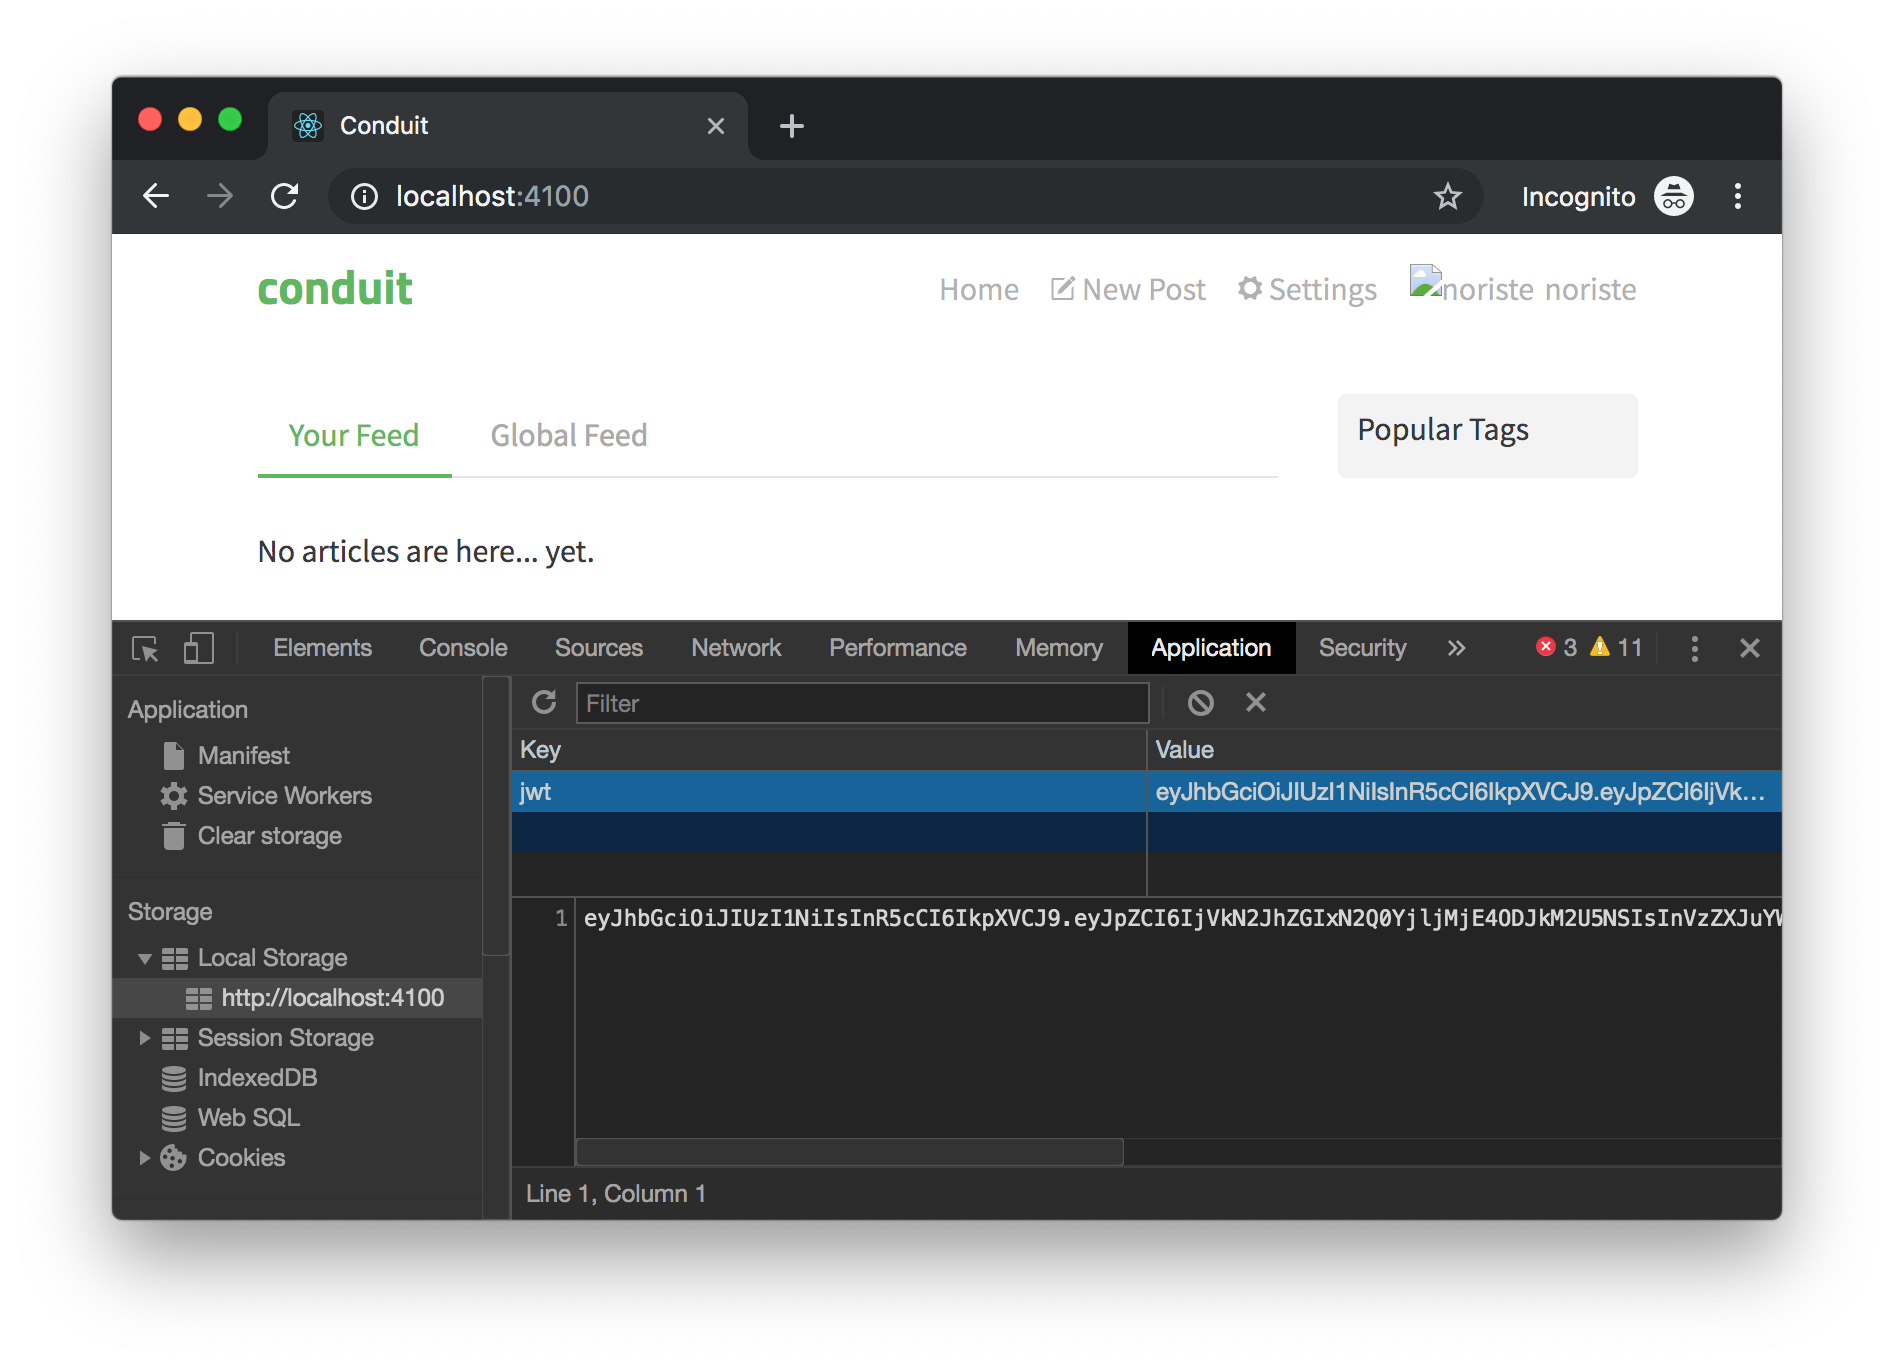 Conduit
localhost:4100
Incognito
conduit
Home New Post Settings noriste noriste
Your Feed Global Feed
Popular Tags
No articles are here... yet.
Elements Console Sources Network Performance Memory Application Security » 3 11
Application
Manifest
Service Workers
Clear storage
Storage
Local Storage
http://localhost:4100
Session Storage
IndexedDB
Web SQL
Cookies
Filter
Key Value
jwt eyJhbGciOiJIUzI1NiIsInR5cCI6IkpXVCJ9.eyJpZCI6IjVk...
1 eyJhbGciOiJIUzI1NiIsInR5cCI6IkpXVCJ9.eyJpZCI6IjVkN2JhZGIxN2Q0YjljMjE4ODJkM2U5NSIsInVzZXJuYW
Line 1, Column 1